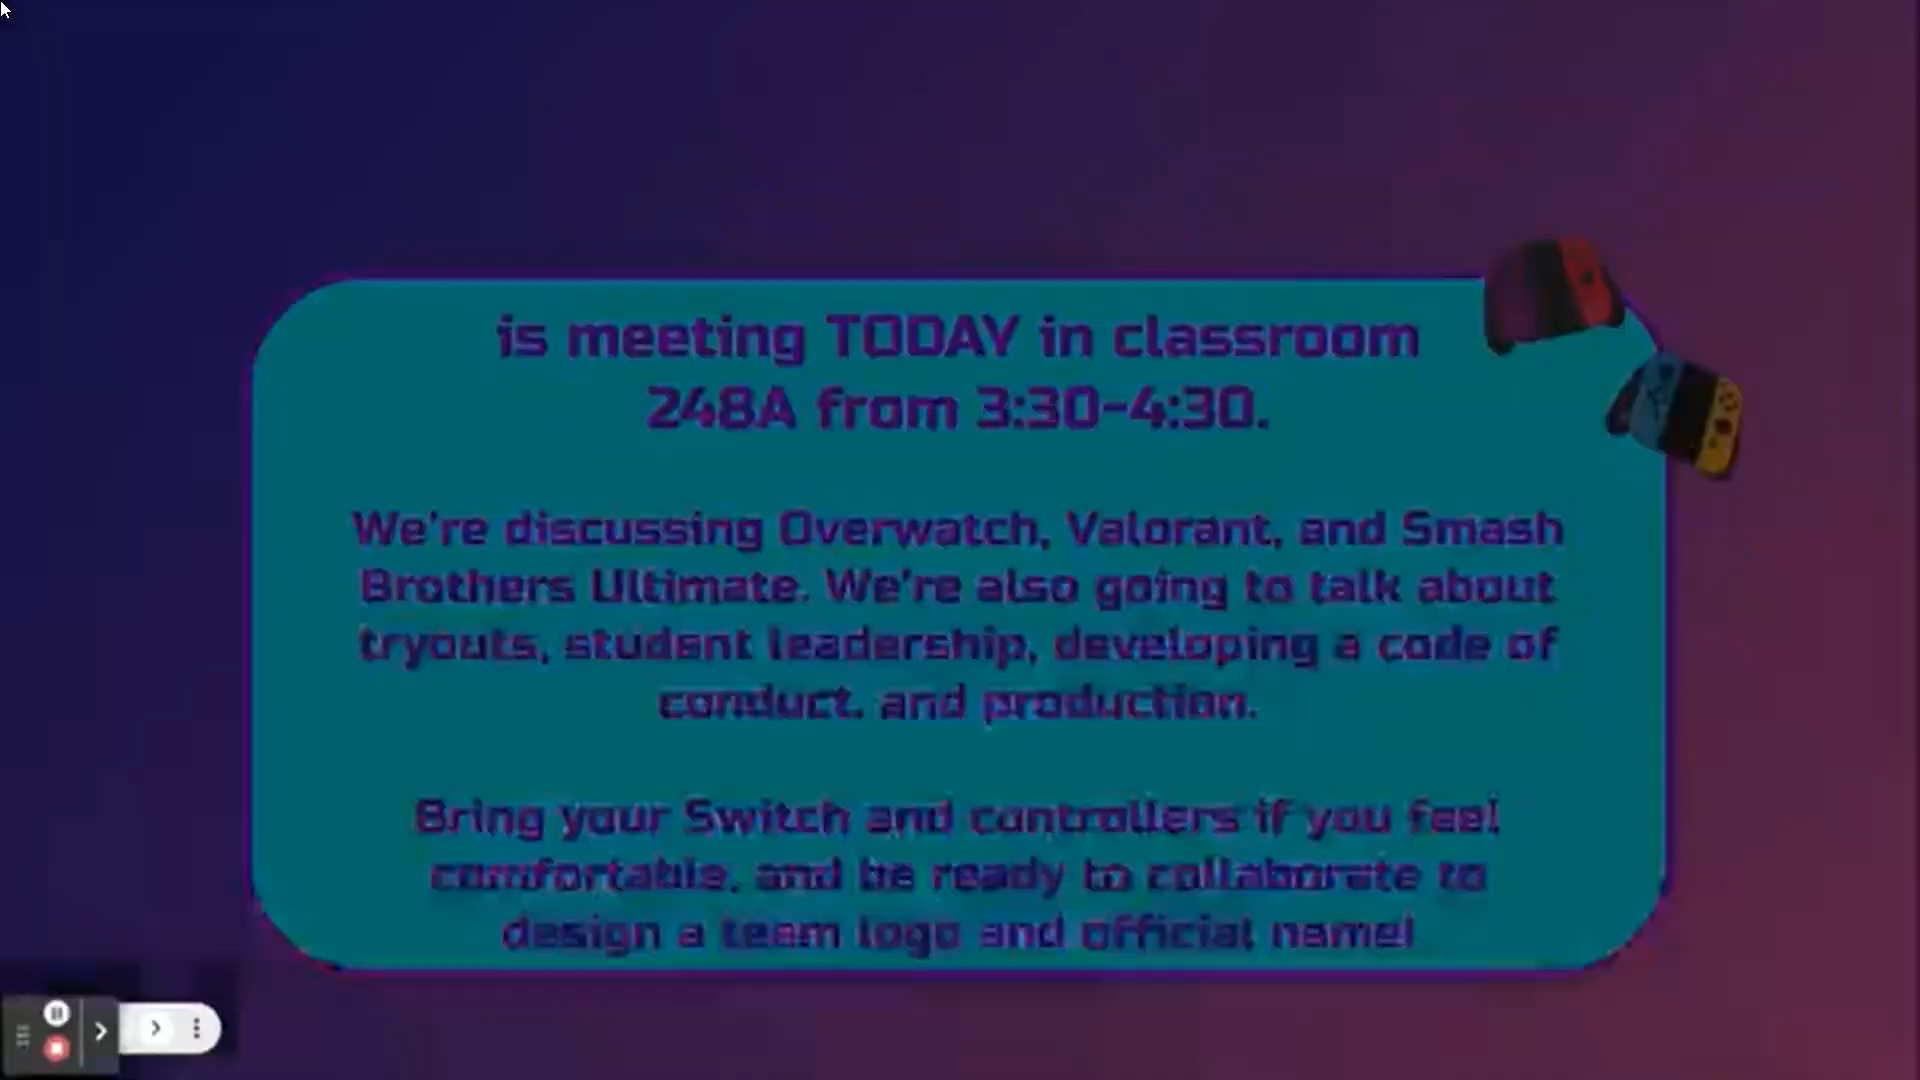 is meeting TODAY in classroom
248A from 3:30-4:30.
We're discussing Overwatch, Valorant, and Smash
Brothers Ultimate. We're also going to talk about
tryouts, student leadership, developing a code of
conduct, and production.
Bring your Switch and controllers if you feel
comfortable, and be ready to collaborate to
design a team logo and official name!